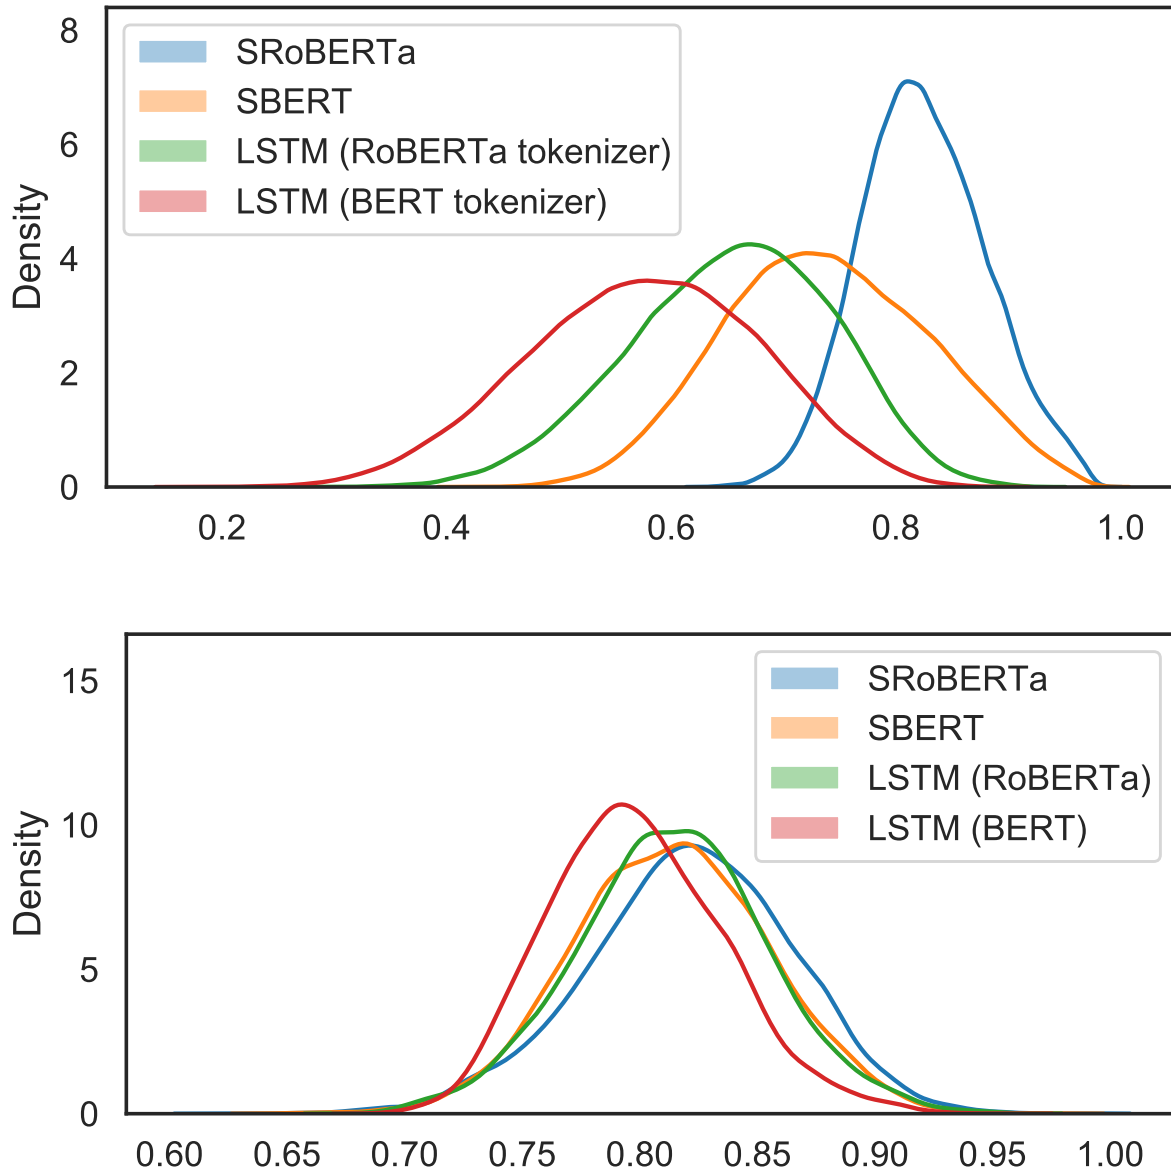 8
6
4
2
0
Density
SRoBERTa
SBERT
LSTM (RoBERTa tokenizer)
LSTM (BERT tokenizer)
0.2 0.4 0.6 0.8 1.0
15
10
5
0
Density
SRoBERTa
SBERT
LSTM (RoBERTa)
LSTM (BERT)
0.60 0.65 0.70 0.75 0.80 0.85 0.90 0.95 1.00